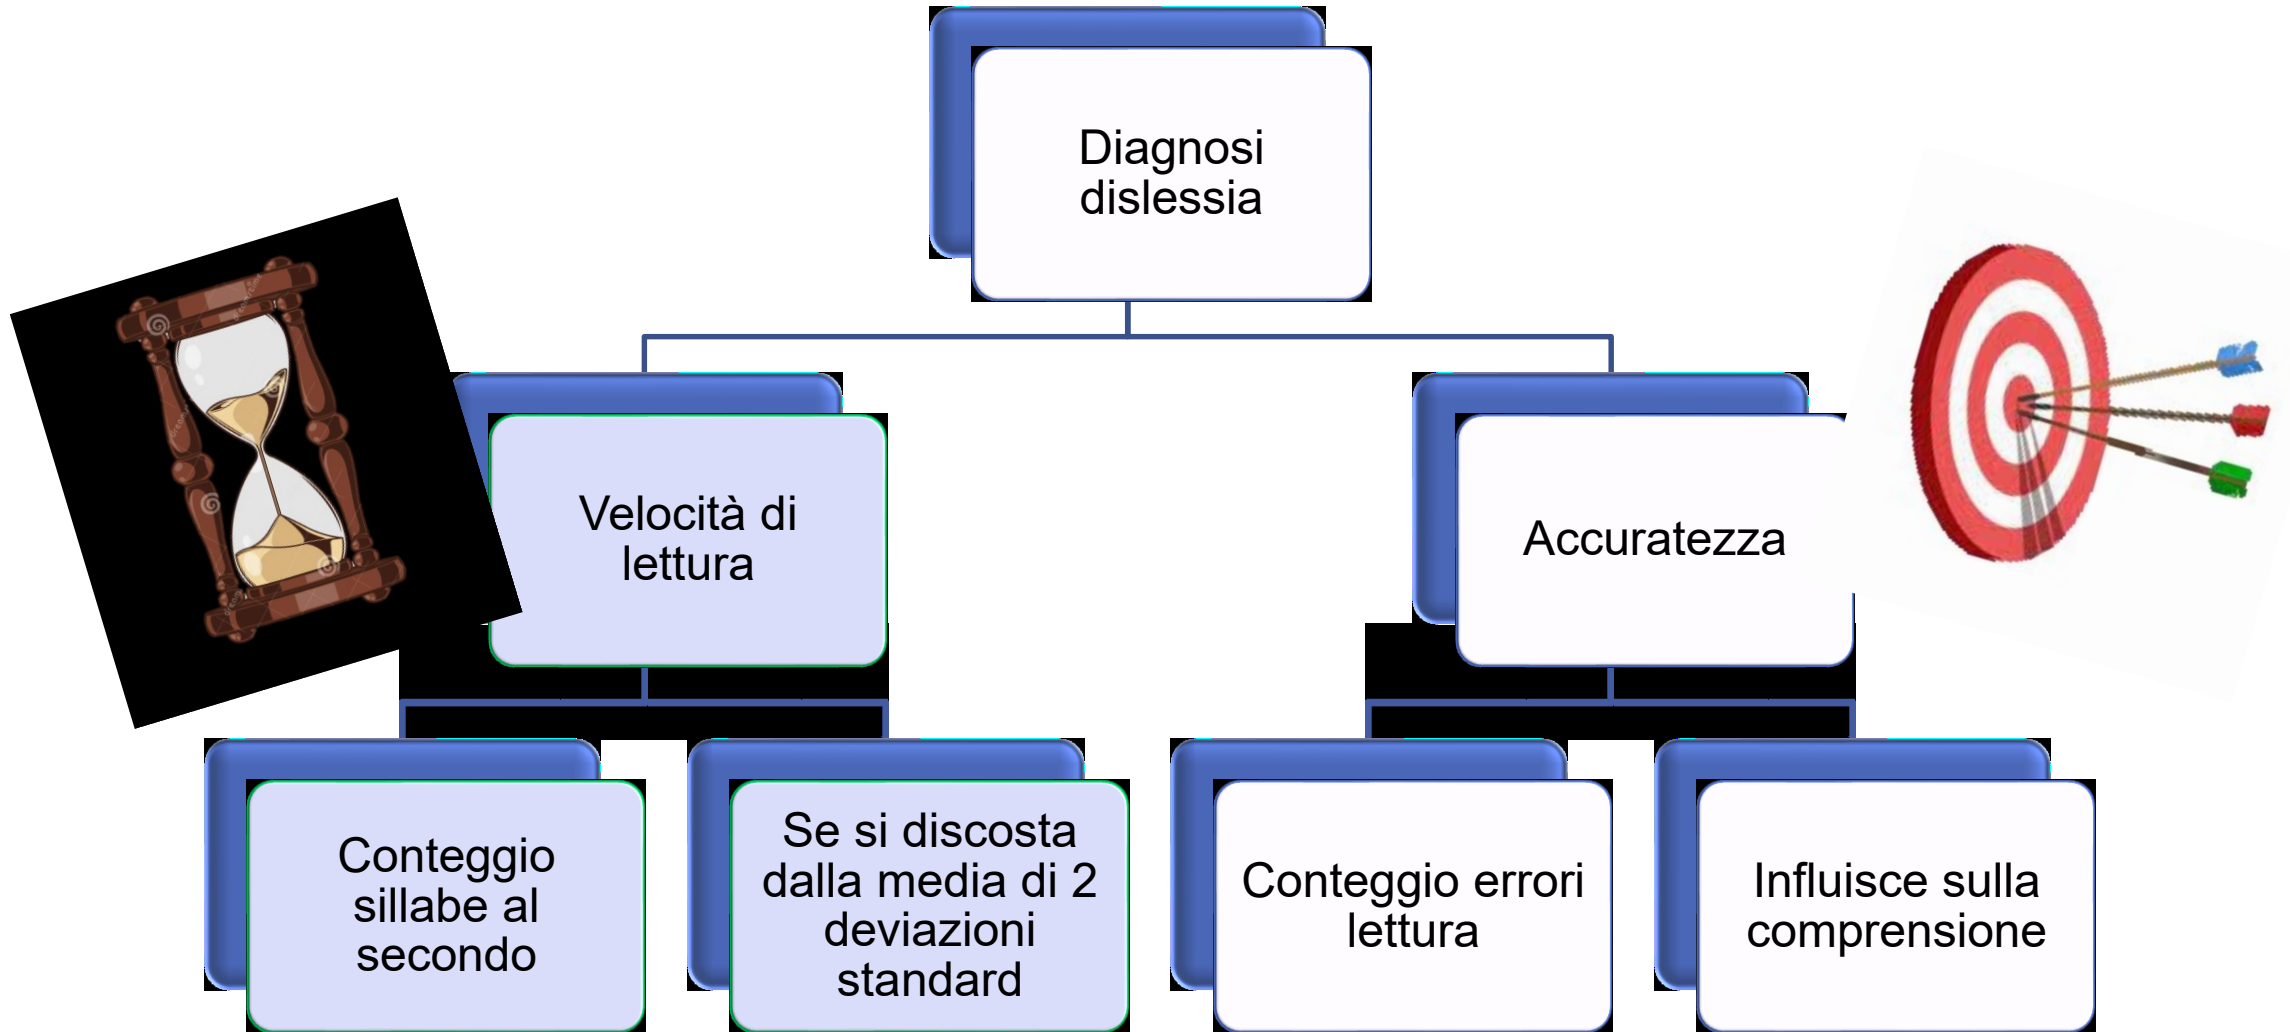 Diagnosi
dislessia
Velocità di
lettura
Accuratezza
Conteggio
sillabe al
secondo
Se si discosta
dalla media di 2
deviazioni
standard
Conteggio errori
lettura
Influisce sulla
comprensione